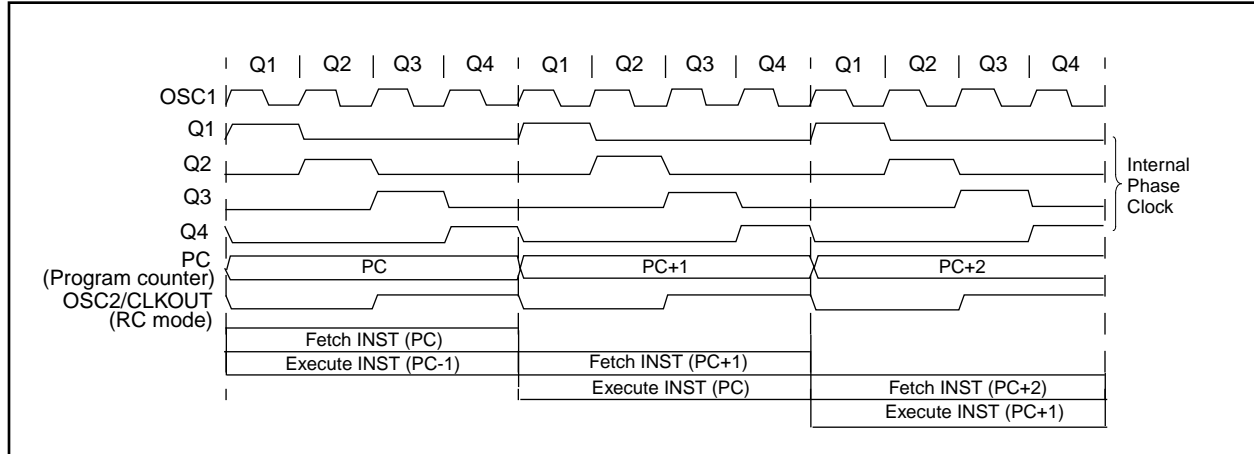 Q1 Q2 Q3 Q4 Q1 Q2 Q3 Q4 Q1 Q2 Q3 Q4
OSC1
Q1
Q2
Q3
Q4
Internal
Phase
Clock
PC
(Program counter)
PC PC+1 PC+2
OSC2/CLKOUT
(RC mode)
Fetch INST (PC)
Execute INST (PC-1) Fetch INST (PC+1)
Execute INST (PC) Fetch INST (PC+2)
Execute INST (PC+1)